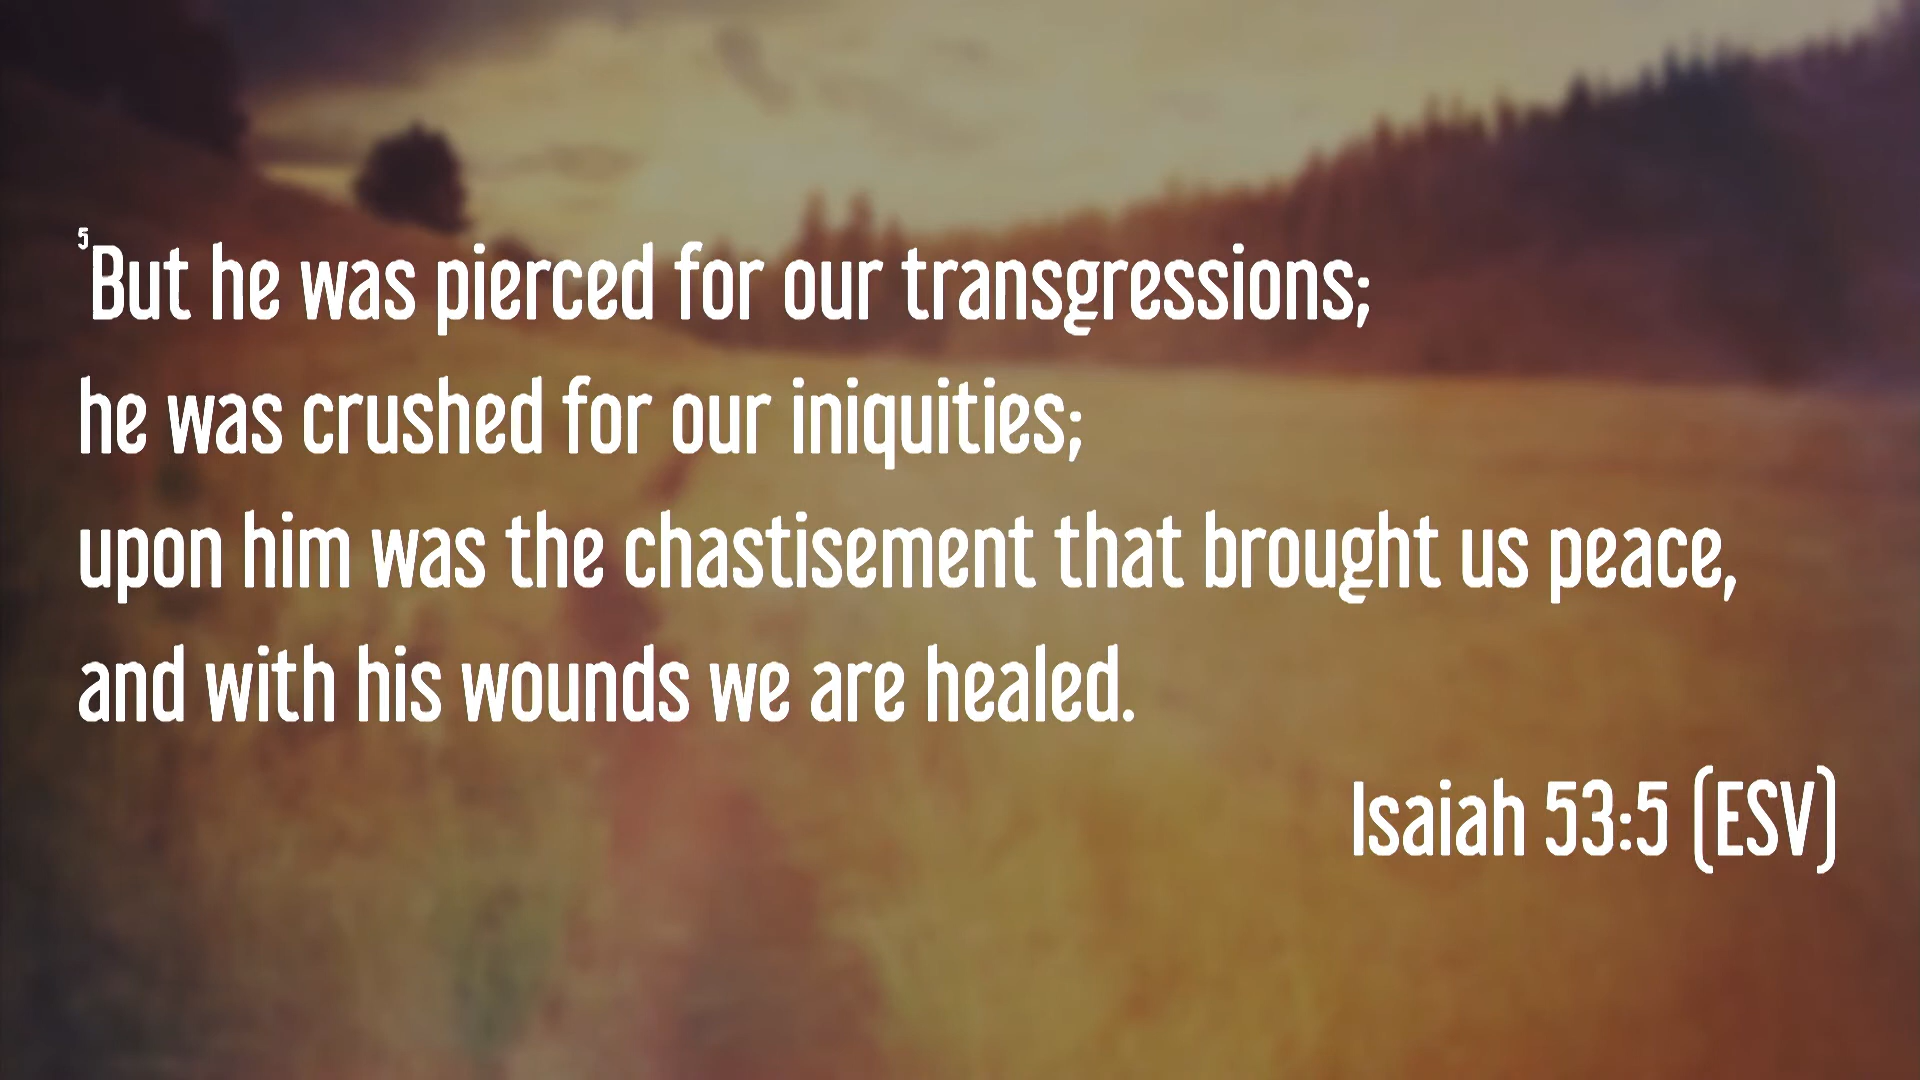 5But he was pierced for our transgressions;
he was crushed for our iniquities;
upon him was the chastisement that brought us peace,
and with his wounds we are healed.
Isaiah 53:5 (ESV)